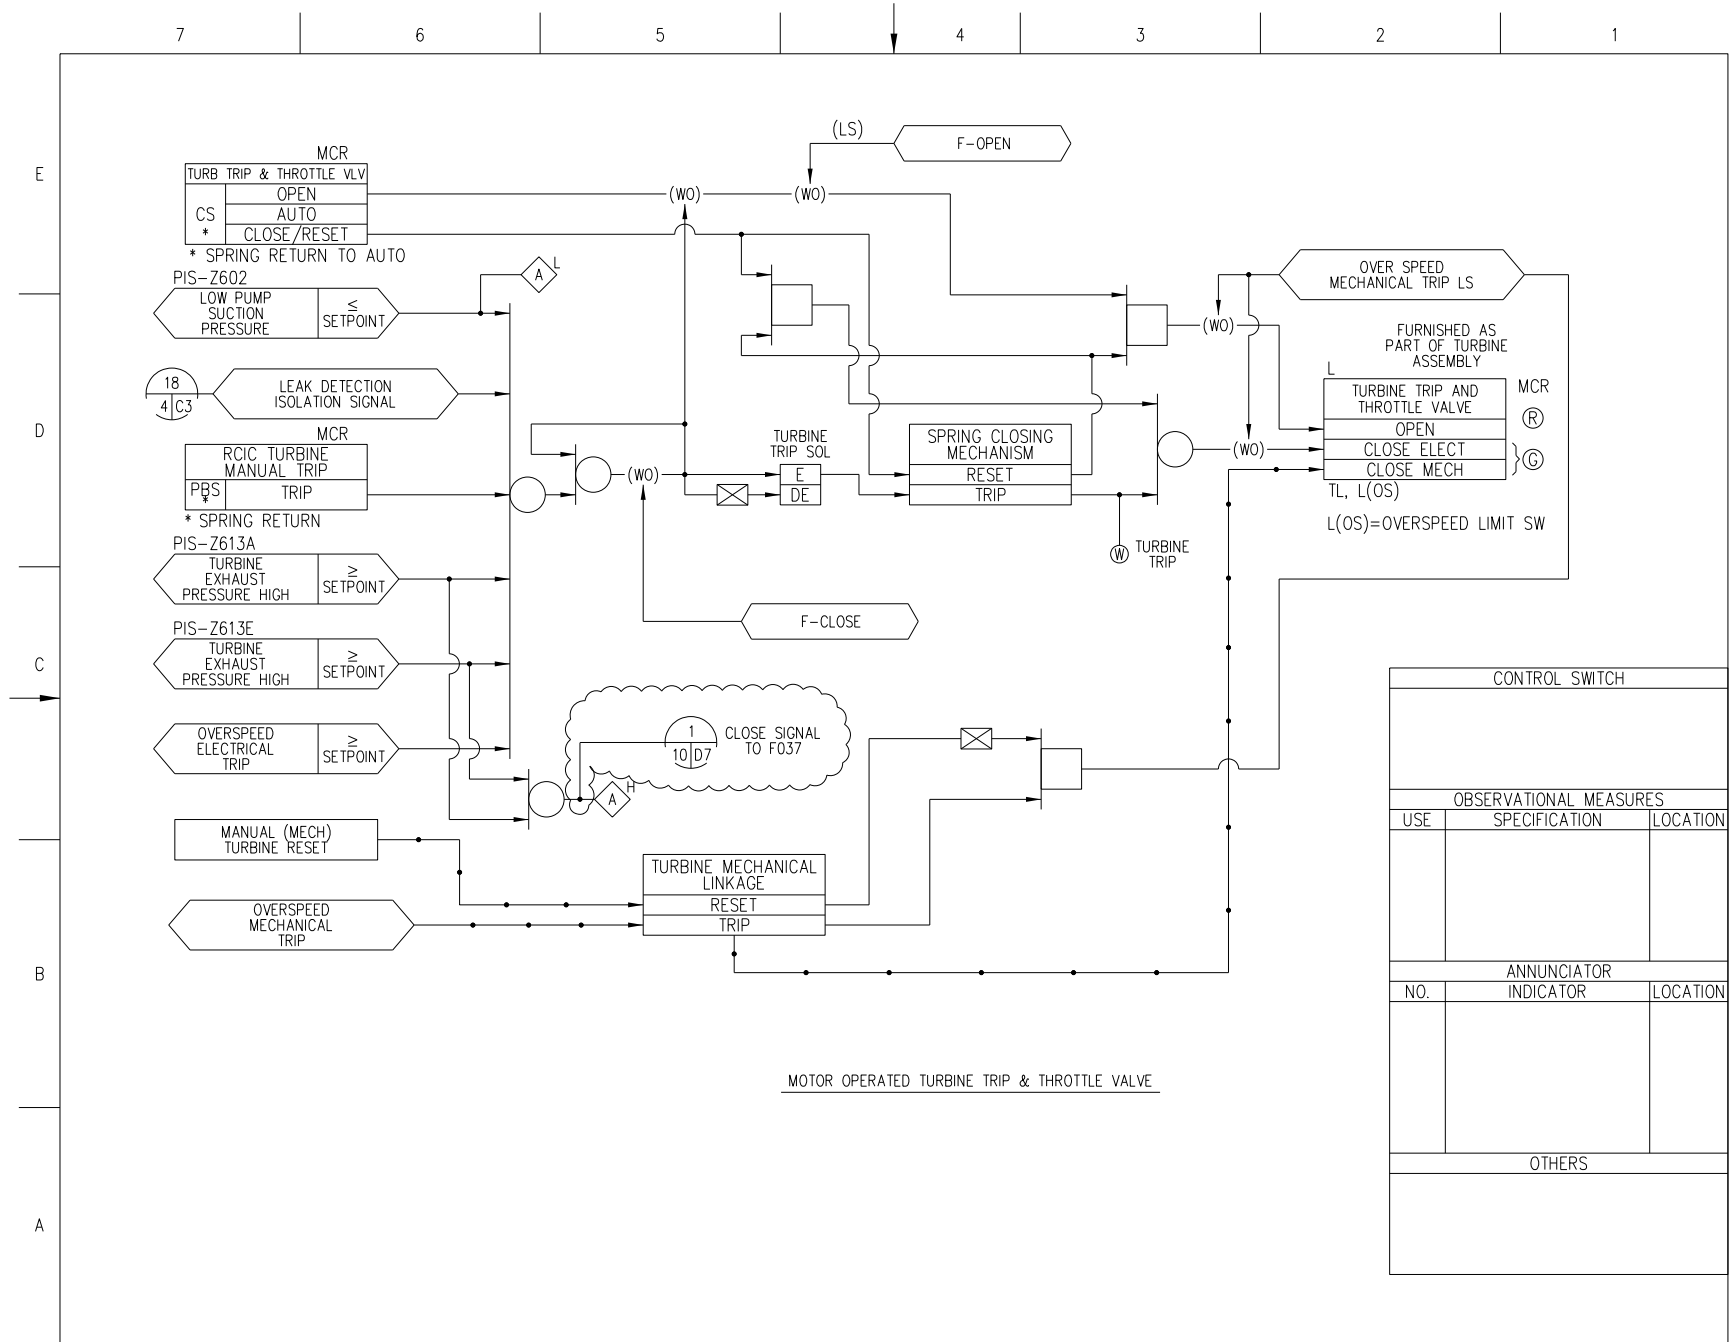 7 6 5 4 3 2 1
E
D
C
B
A
MCR
TURB TRIP & THROTTLE VLV
CS
*
OPEN
AUTO
CLOSE/RESET
* SPRING RETURN TO AUTO
(WO)
(WO)
(LS)
F-OPEN
PIS-Z602
LOW PUMP
SUCTION
PRESSURE
≤
SETPOINT
A
L
18
4 C3
LEAK DETECTION
ISOLATION SIGNAL
MCR
RCIC TURBINE
MANUAL TRIP
PBS
*
TRIP
* SPRING RETURN
PIS-Z613A
TURBINE
EXHAUST
PRESSURE HIGH
≥
SETPOINT
PIS-Z613E
TURBINE
EXHAUST
PRESSURE HIGH
≥
SETPOINT
OVERSPEED
ELECTRICAL
TRIP
≥
SETPOINT
MANUAL (MECH)
TURBINE RESET
OVERSPEED
MECHANICAL
TRIP
(WO)
TURBINE
TRIP SOL
E
DE
SPRING CLOSING
MECHANISM
RESET
TRIP
W
TURBINE
TRIP
F-CLOSE
1
10 D7
CLOSE SIGNAL
TO F037
A
H
TURBINE MECHANICAL
LINKAGE
RESET
TRIP
OVER SPEED
MECHANICAL TRIP LS
(WO)
(WO)
FURNISHED AS
PART OF TURBINE
ASSEMBLY
L
TURBINE TRIP AND
THROTTLE VALVE
OPEN
CLOSE ELECT
CLOSE MECH
MCR
R
G
TL, L(OS)
L(OS)=OVERSPEED LIMIT SW
MOTOR OPERATED TURBINE TRIP & THROTTLE VALVE
CONTROL SWITCH
OBSERVATIONAL MEASURES
USE SPECIFICATION LOCATION
ANNUNCIATOR
NO. INDICATOR LOCATION
OTHERS